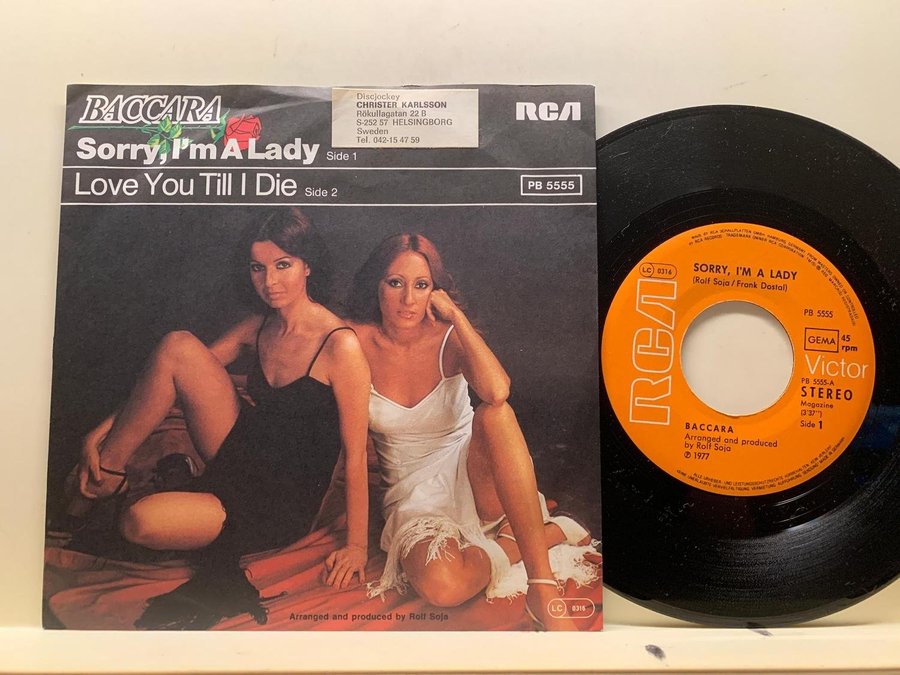 BACCARA
Discjockey
CHRISTER KARLSSON
Rökullagatan 22 B
S-252 57 HELSINGBORG
Sweden
Tel. 042-15 47 59
RCA
Sorry, I'm A Lady Side 1
Love You Till I Die Side 2
PB 5555
Arranged and produced by Rolf Soja
LC 0316
LC 0316
SORRY, I'M A LADY
(Rolf Soja / Frank Dostal)
PB 5555
RCA
GEMA
45
rpm
Victor
PB 5555-A
STEREO
Magazine
(3'37'')
Side 1
BACCARA
Arranged and produced
by Rolf Soja
℗ 1977